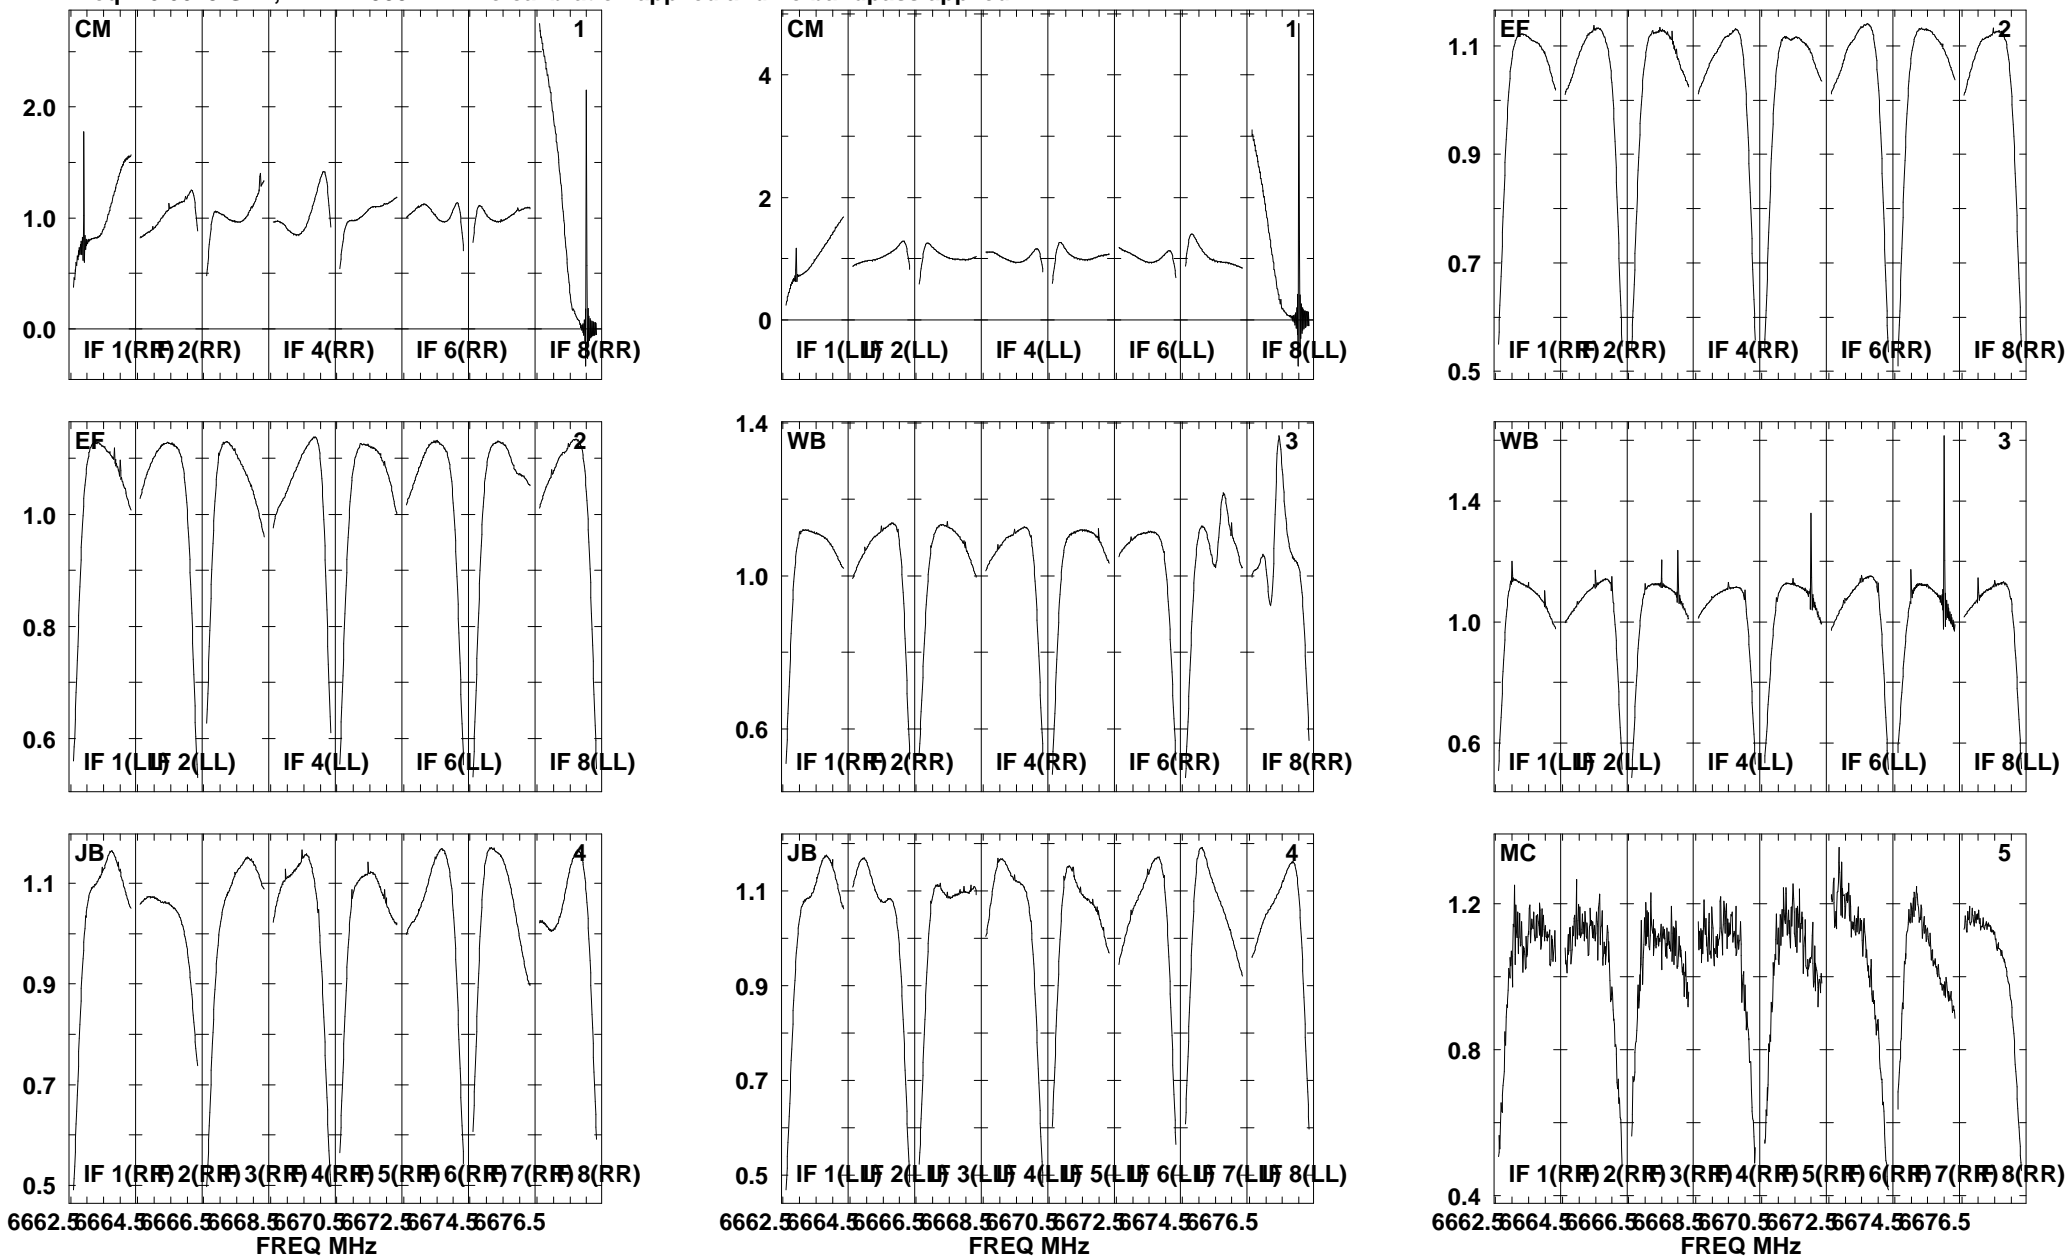 CM 1
2.0
1.0
0.0
IF 1(RR) IF 2(RR) IF 4(RR) IF 6(RR) IF 8(RR)
CM 1
4
2
0
IF 1(LL) IF 2(LL) IF 4(LL) IF 6(LL) IF 8(LL)
EF 2
1.1
0.9
0.7
0.5
IF 1(RR) IF 2(RR) IF 4(RR) IF 6(RR) IF 8(RR)
EF 2
1.0
0.8
0.6
IF 1(LL) IF 2(LL) IF 4(LL) IF 6(LL) IF 8(LL)
WB 3
1.4
1.0
0.6
IF 1(RR) IF 2(RR) IF 4(RR) IF 6(RR) IF 8(RR)
WB 3
1.4
1.0
0.6
IF 1(LL) IF 2(LL) IF 4(LL) IF 6(LL) IF 8(LL)
JB 4
1.1
0.9
0.7
0.5
IF 1(RR) IF 2(RR) IF 3(RR) IF 4(RR) IF 5(RR) IF 6(RR) IF 7(RR) IF 8(RR)
6662.5 6664.5 6666.5 6668.5 6670.5 6672.5 6674.5 6676.5
FREQ MHz
JB 4
1.1
0.9
0.7
0.5
IF 1(LL) IF 2(LL) IF 3(LL) IF 4(LL) IF 5(LL) IF 6(LL) IF 7(LL) IF 8(LL)
6662.5 6664.5 6666.5 6668.5 6670.5 6672.5 6674.5 6676.5
FREQ MHz
MC 5
1.2
0.8
0.4
IF 1(RR) IF 2(RR) IF 3(RR) IF 4(RR) IF 5(RR) IF 6(RR) IF 7(RR) IF 8(RR)
6662.5 6664.5 6666.5 6668.5 6670.5 6672.5 6674.5 6676.5
FREQ MHz